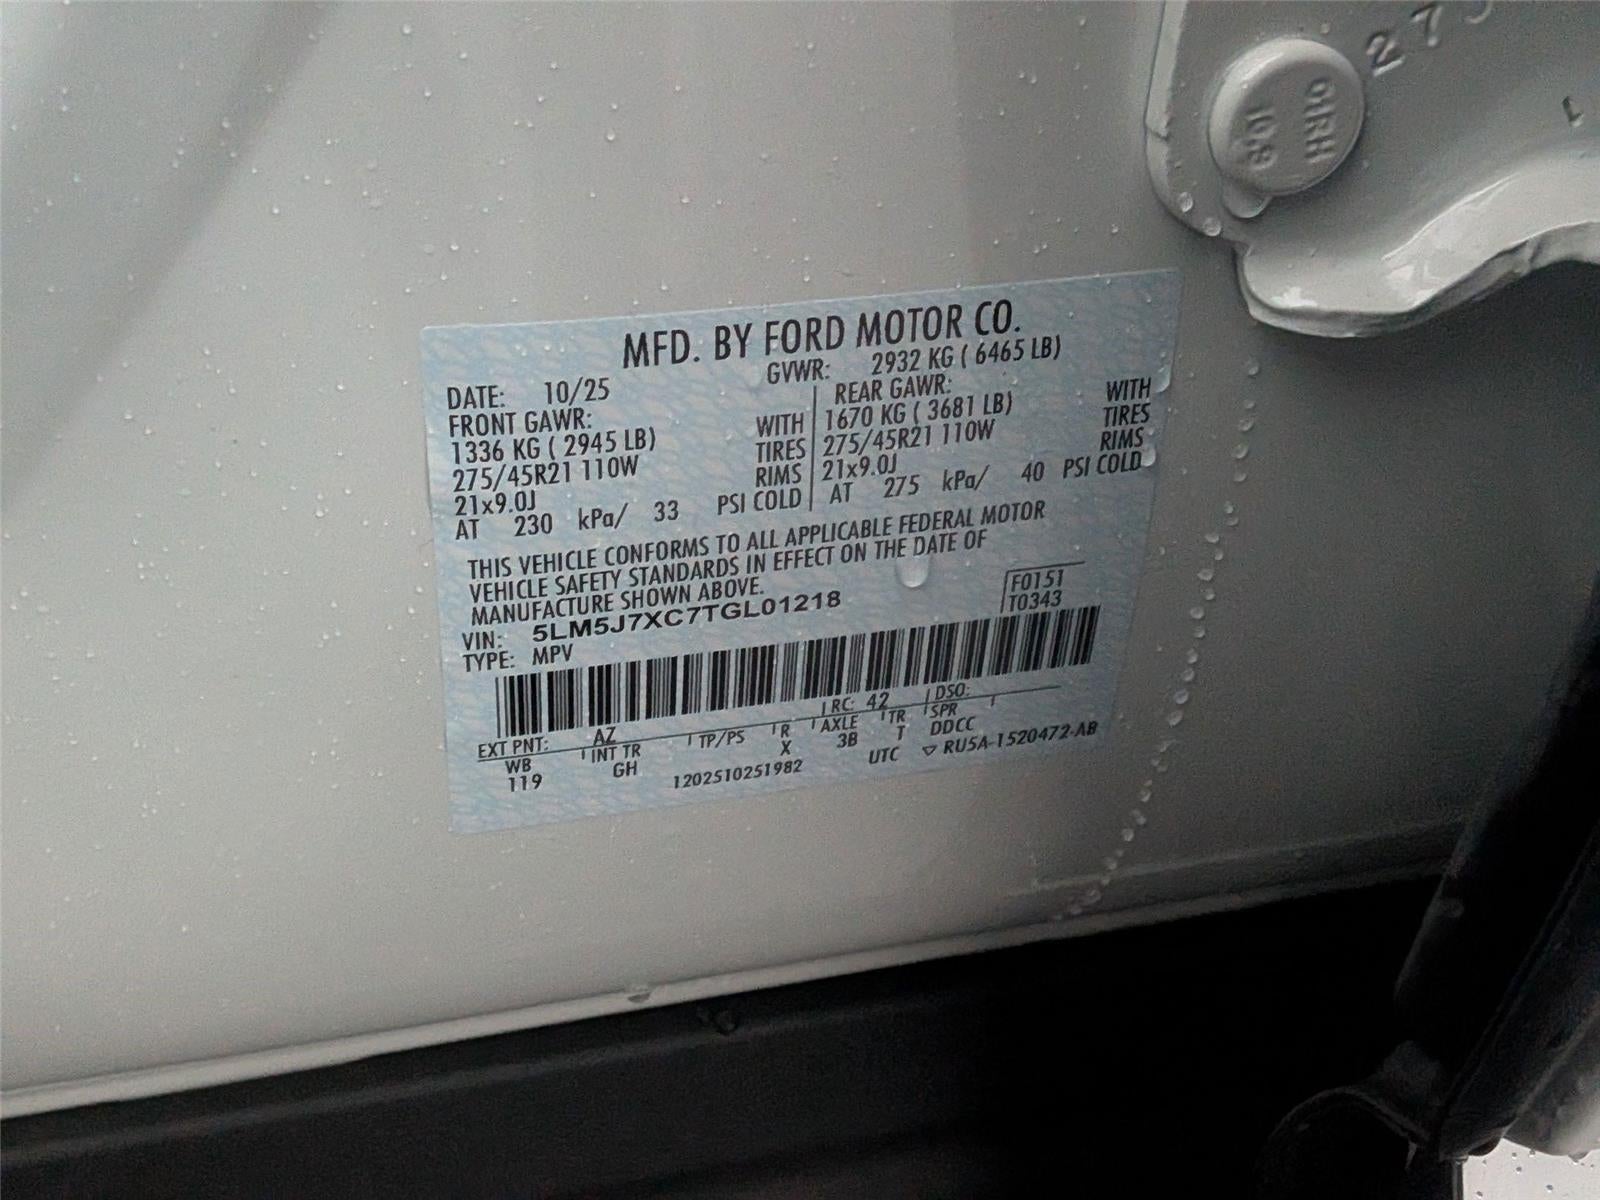 273
QRH
10.8
MFD. BY FORD MOTOR CO.
DATE: 10/25 GVWR: 2932 KG ( 6465 LB)
FRONT GAWR: WITH REAR GAWR: WITH
1336 KG ( 2945 LB) TIRES 1670 KG ( 3681 LB) TIRES
275/45R21 110W RIMS 275/45R21 110W RIMS
21x9.0J 21x9.0J
AT 230 kPa/ 33 PSI COLD AT 275 kPa/ 40 PSI COLD
THIS VEHICLE CONFORMS TO ALL APPLICABLE FEDERAL MOTOR
VEHICLE SAFETY STANDARDS IN EFFECT ON THE DATE OF
MANUFACTURE SHOWN ABOVE.
F0151
T0343
VIN: 5LM5J7XC7TGL01218
TYPE: MPV
EXT PNT: AZ RC: 42 DSO:
WB INT TR TP/PS R AXLE TR SPR
119 GH X 3B T DDCC
1202510251982 UTC ▽ RU5A-1520472-AB